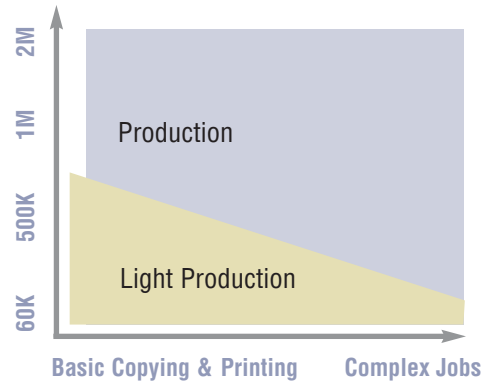 2M
1M
500K
60K
Production
Light Production
Basic Copying & Printing
Complex Jobs